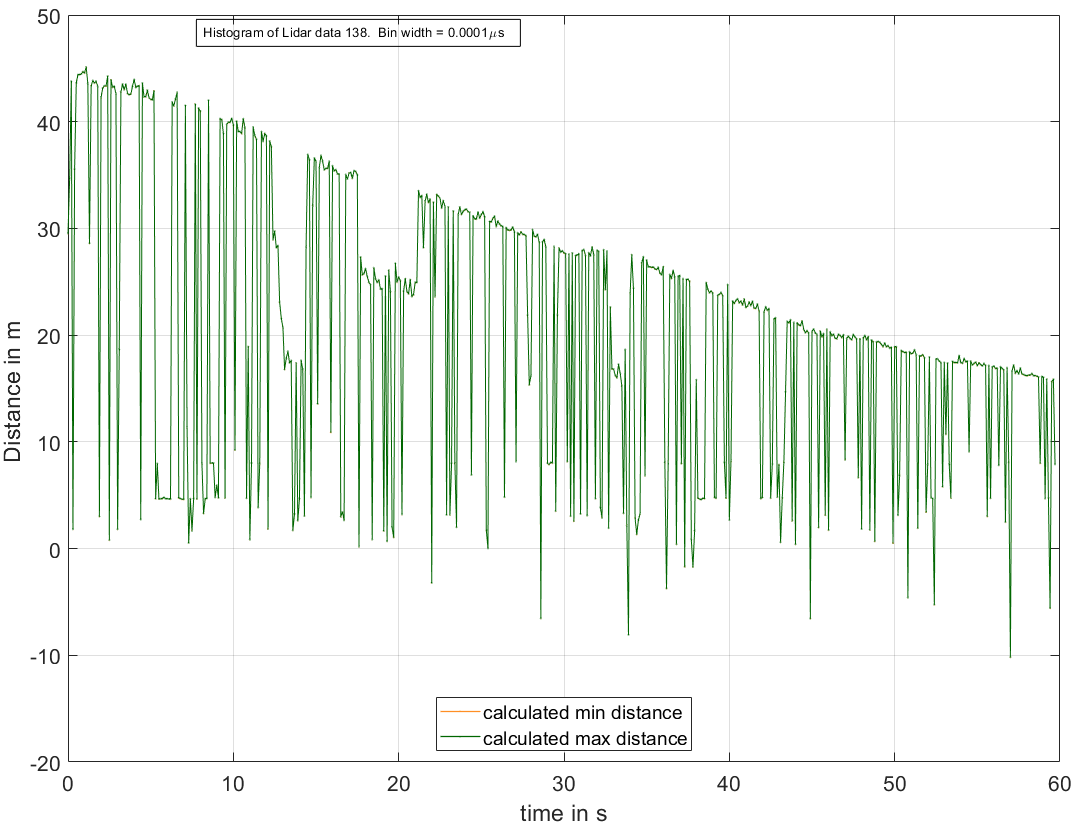 50
40
30
20
10
0
-10
-20
Distance in m
Histogram of Lidar data 138.  Bin width = 0.0001μs
calculated min distance
calculated max distance
0 10 20 30 40 50 60
time in s